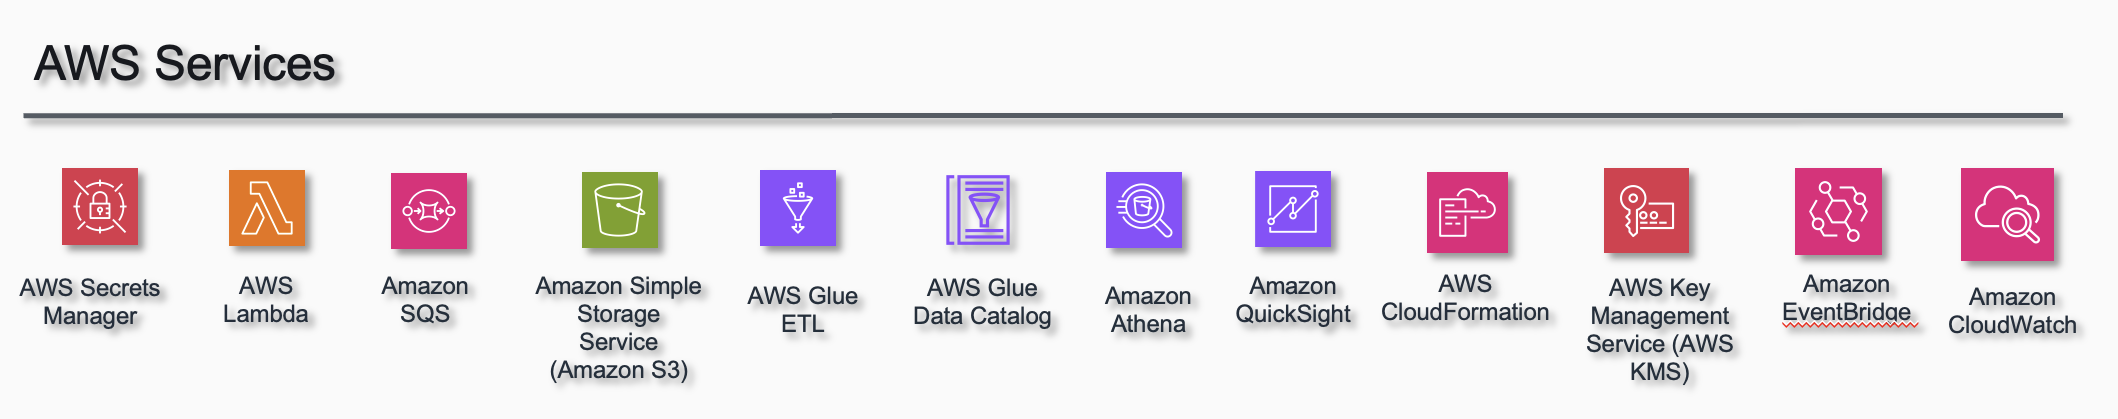 AWS Services
AWS Secrets
Manager
AWS
Lambda
Amazon
SQS
Amazon Simple
Storage
Service
(Amazon S3)
AWS Glue
ETL
AWS Glue
Data Catalog
Amazon
Athena
Amazon
QuickSight
AWS
CloudFormation
AWS Key
Management
Service (AWS
KMS)
Amazon
EventBridge
Amazon
CloudWatch